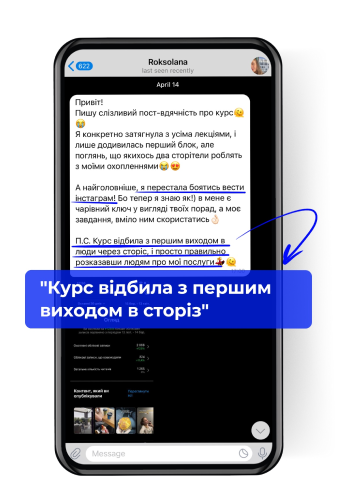 622
Roksolana
last seen recently
April 14
Привіт!
Пишу слізливий пост-вдячність про курс
Я конкретно затягнула з усіма лекціями, і
лише додивилась перший блок, але
поглянь, що якихось два сторітели роблять
з моїми охопленнями
А найголовніше, я перестала боятись вести
інстаграм! Бо тепер я знаю як!) в мене є
чарівний ключ у вигляді твоїх порад, а моє
завдання, вміло ним скористатись
П.С. Курс відбила з першим виходом в
люди через сторіс, і просто правильно
розказавши людям про мої послуги
"Курс відбила з першим
виходом в сторіз"
Контент, який ви
опублікували
Message